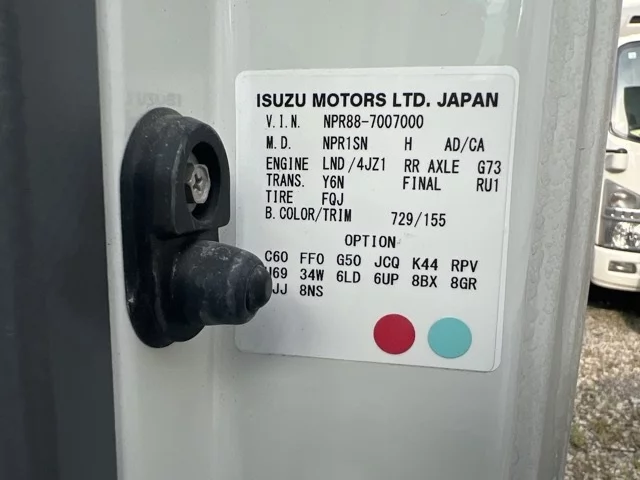 ISUZU MOTORS LTD. JAPAN
V.I.N. NPR88-7007000
M.D. NPR1SN H AD/CA
ENGINE LND/4JZ1 RR AXLE G73
TRANS. Y6N FINAL RU1
TIRE FQJ
B.COLOR/TRIM 729/155
OPTION
C60 FF0 G50 JCQ K44 RPV
34W 6LD 6UP 8BX 8GR
8NS